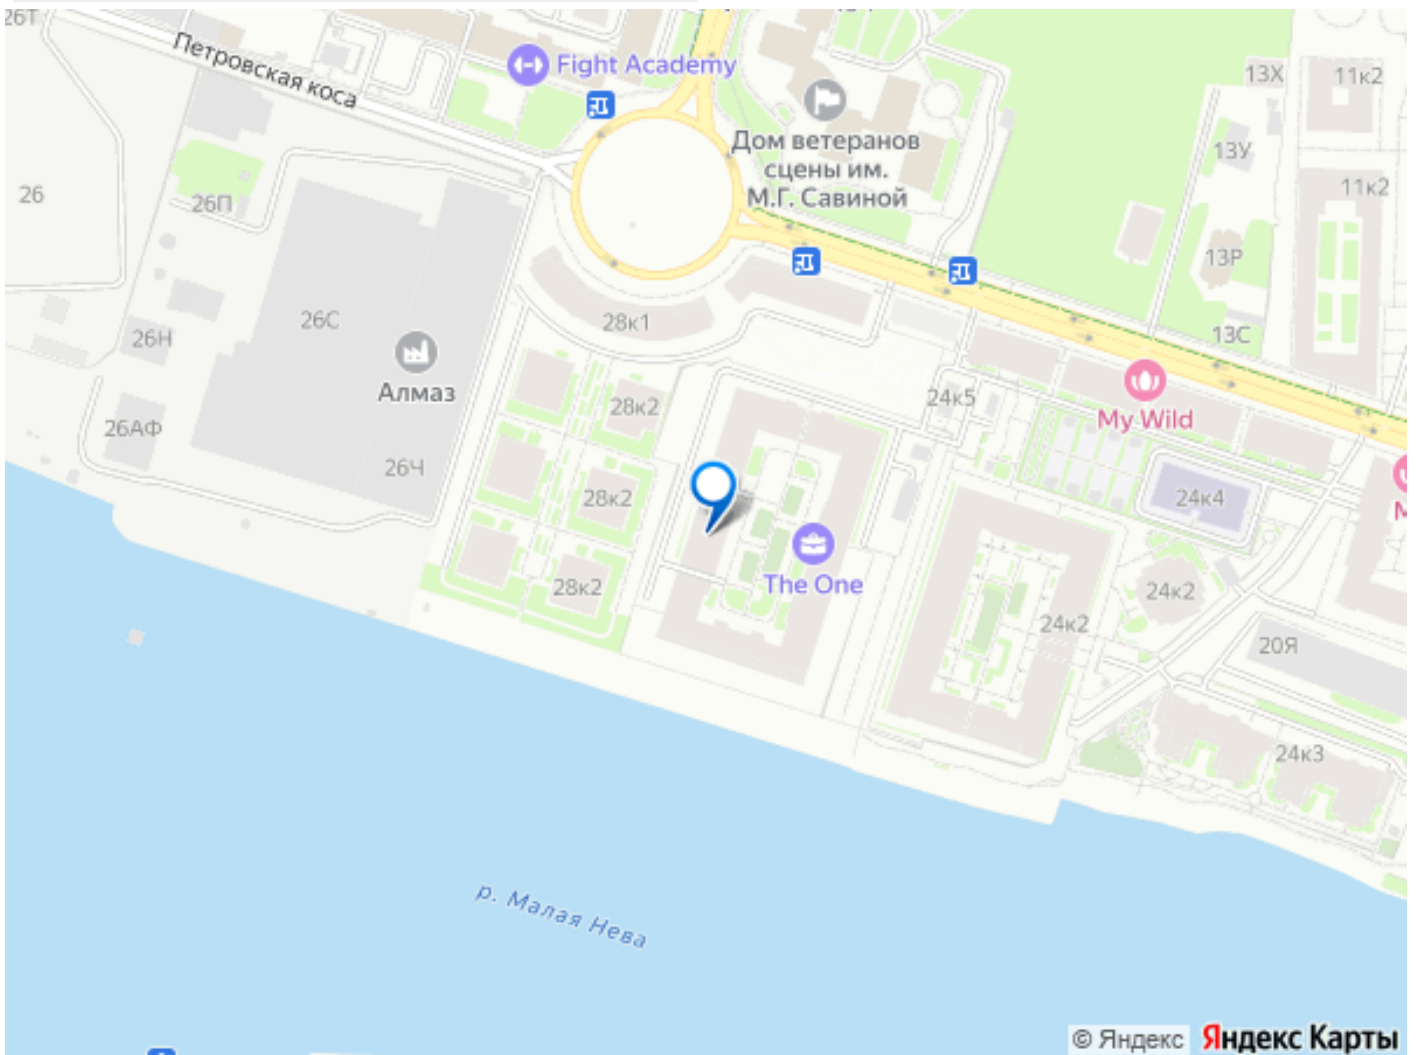 26Т
Петровская коса
Fight Academy
13Х
11к2
Дом ветеранов
сцены им.
М.Г. Савиной
13У
11к2
26
26П
13Р
26С
28к1
13С
26Н
Алмаз
28к2
24к5
My Wild
26АФ
26Ч
28к2
24к4
The One
28к2
24к2
24к2
20Я
24к3
р. Малая Нева
© Яндекс Яндекс Карты